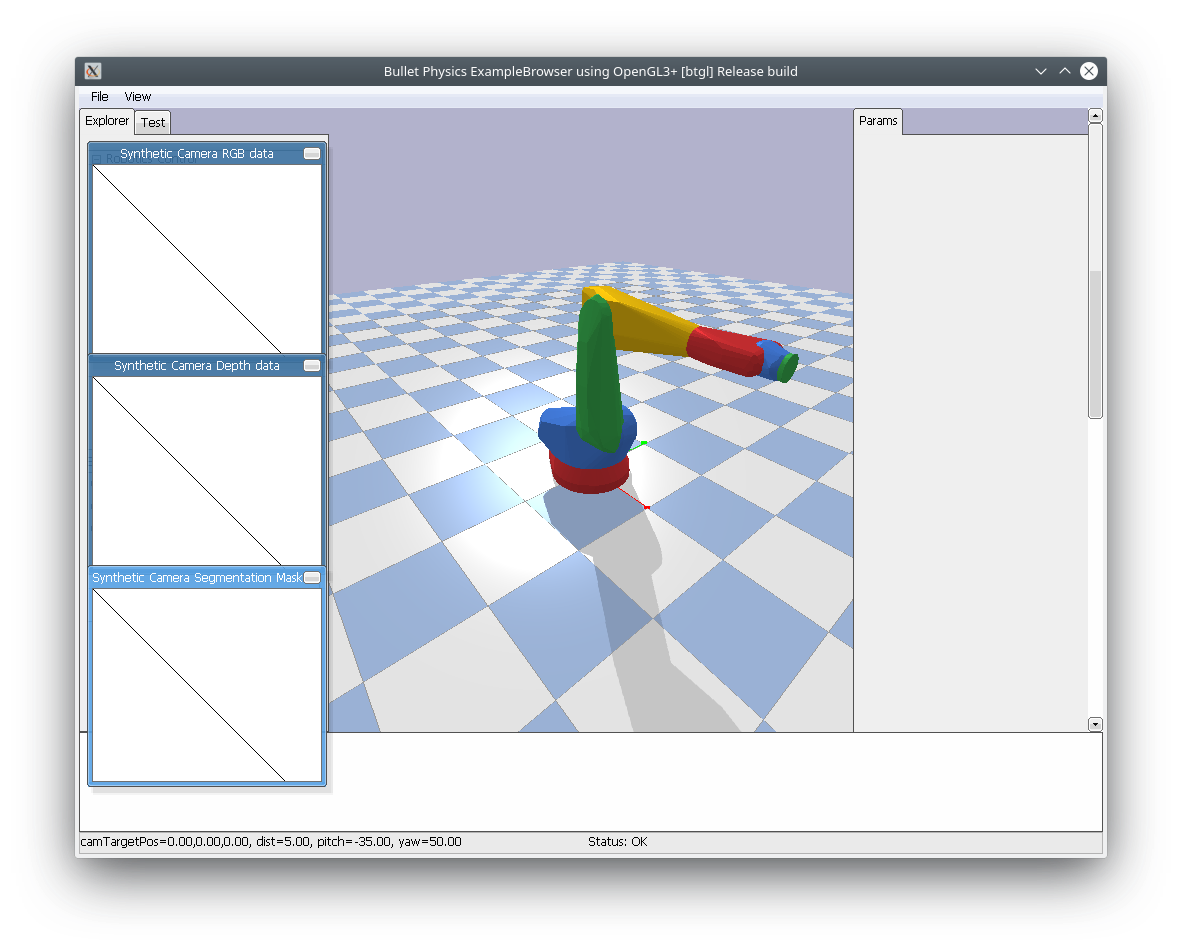 Bullet Physics ExampleBrowser using OpenGL3+ [btgl] Release build
File View
Explorer Test
Params
Synthetic Camera RGB data
Synthetic Camera Depth data
Synthetic Camera Segmentation Mask
camTargetPos=0.00,0.00,0.00, dist=5.00, pitch=-35.00, yaw=50.00
Status: OK